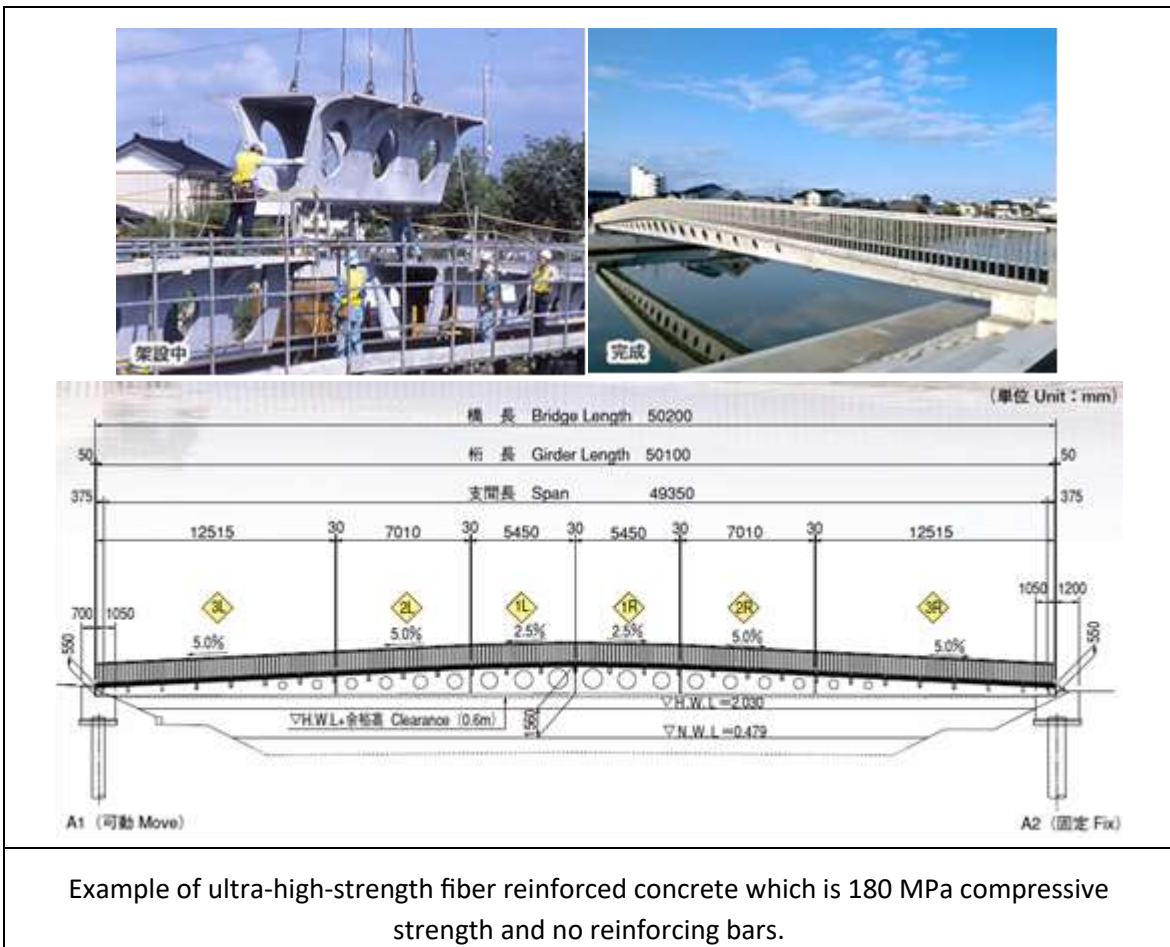 架設中
完成
(単位 Unit：mm)
橋 長 Bridge Length 50200
50 桁 長 Girder Length 50100 50
375 支間長 Span 49350 375
12515 30 7010 30 5450 30 5450 30 7010 30 12515
3L 2L 1L 1R 2R 3R
700 1050 1050 1200
550 5.0% 5.0% 2.5% 2.5% 5.0% 5.0% 550
▽H.W.L+余裕高 Clearance (0.6m) 1560 ▽H.W.L=2.030
▽N.W.L=0.479
A1 (可動 Move) A2 (固定 Fix)
Example of ultra-high-strength fiber reinforced concrete which is 180 MPa compressive
strength and no reinforcing bars.